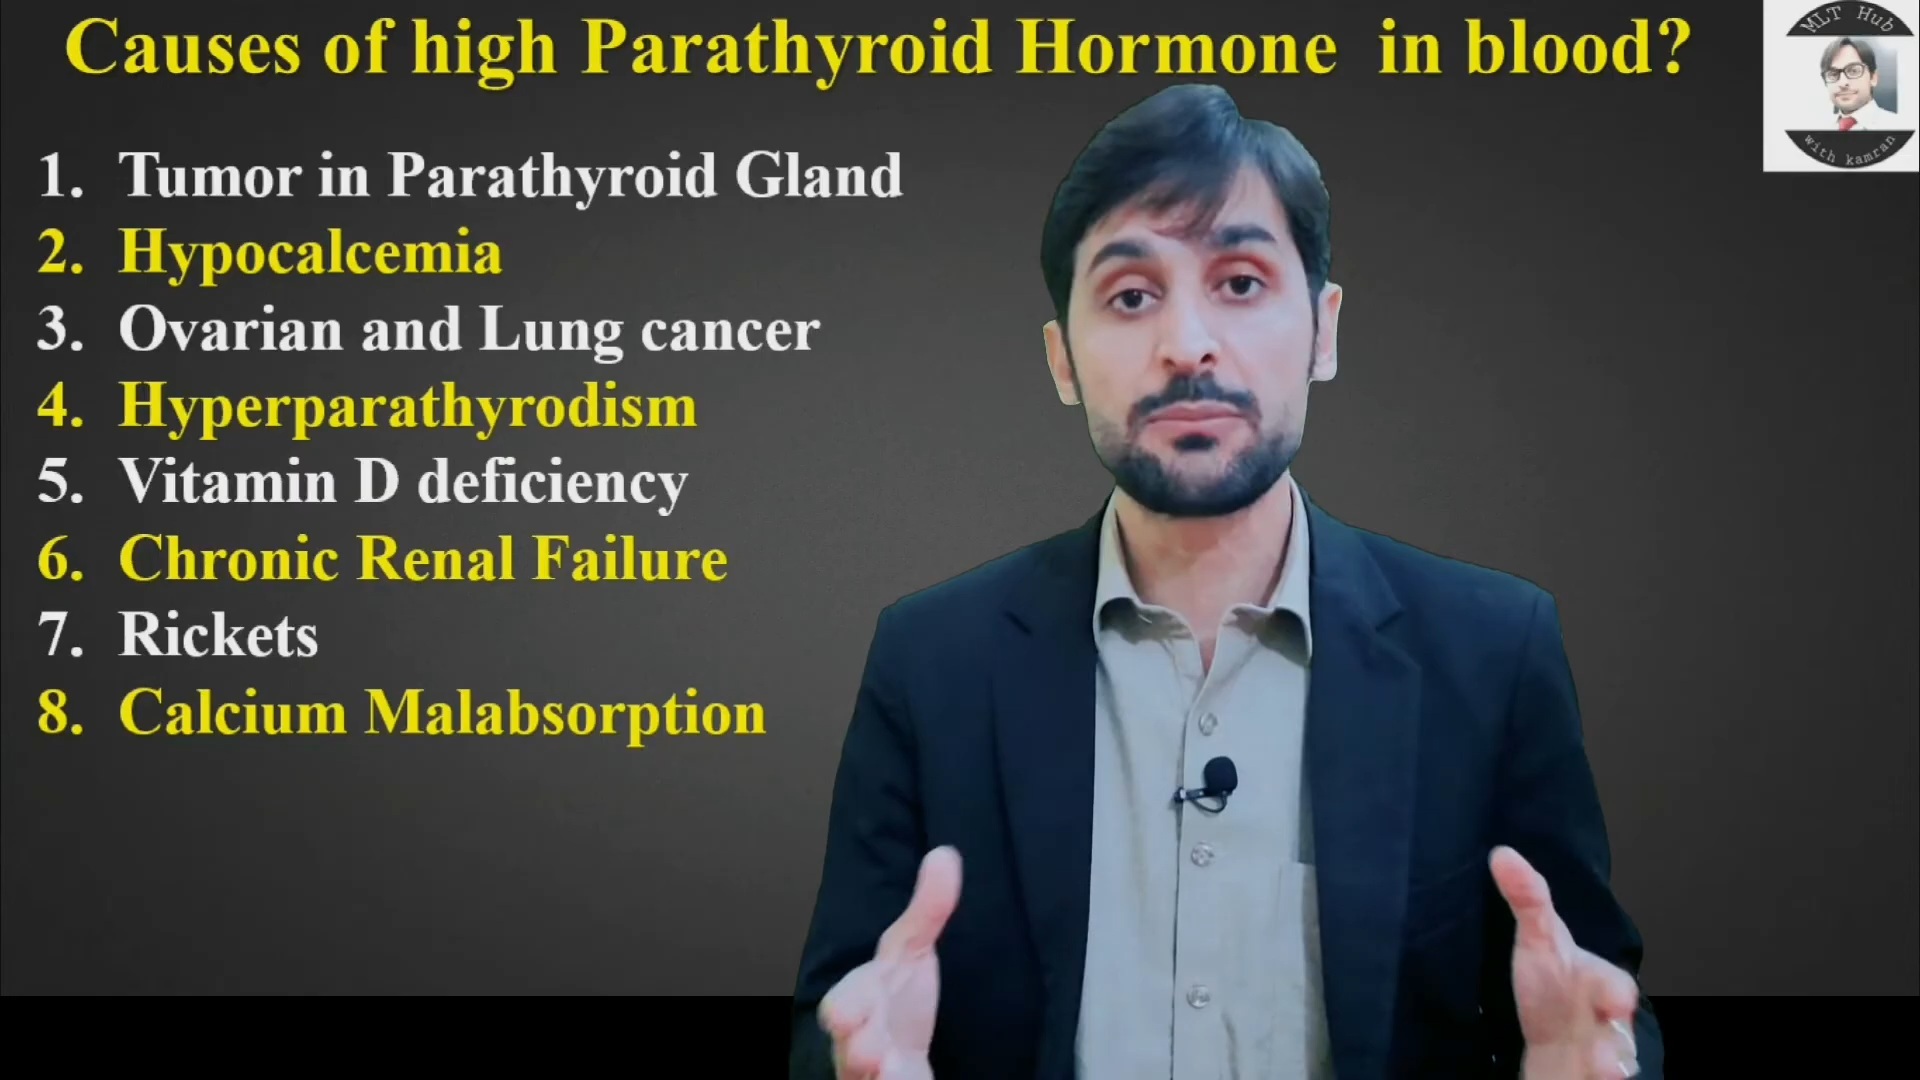 Causes of high Parathyroid Hormone in blood?
MLT Hub
with kamran
1. Tumor in Parathyroid Gland
2. Hypocalcemia
3. Ovarian and Lung cancer
4. Hyperparathyrodism
5. Vitamin D deficiency
6. Chronic Renal Failure
7. Rickets
8. Calcium Malabsorption